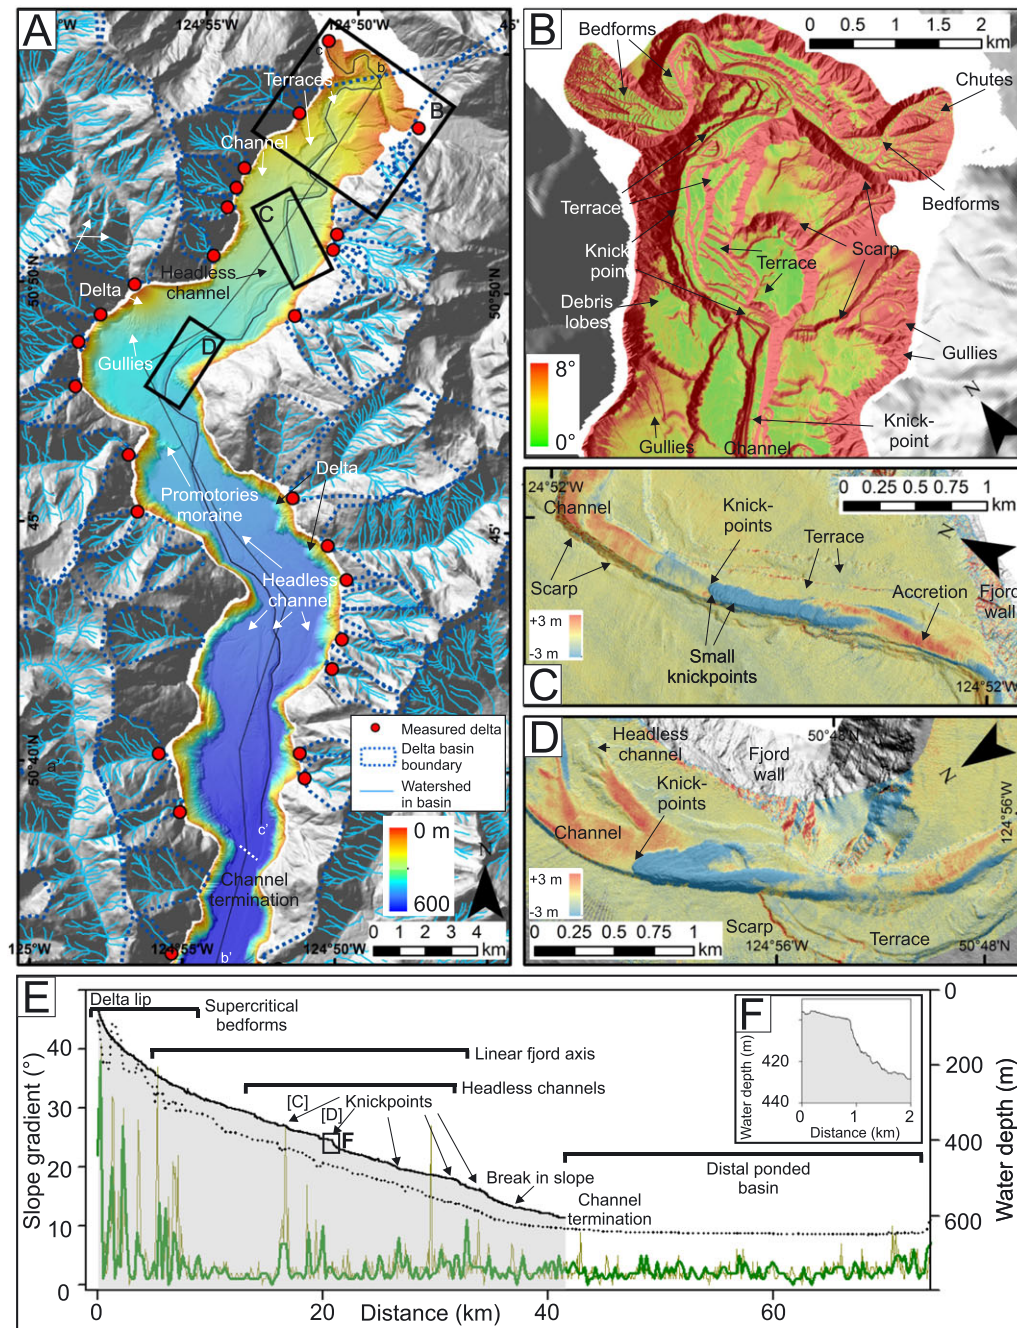 A
124°55'W
124°50'W
45'
c
b
Terraces
B
Channel
C
Headless
channel
Delta
50°50'N
50°50'N
Gullies
D
Promotories
moraine
Delta
45'
45'
Headless
channel
Measured delta
Delta basin
boundary
Watershed
in basin
50°40'N
a'
c'
0 m
600
N
Channel
termination
125°W
124°55'W
124°50'W
0 1 2 3 4 km
b'
B
Bedforms
0 0.5 1 1.5 2
km
Chutes
Bedforms
Terrace
Knick
point
Terrace
Scarp
Debris
lobes
Gullies
8°
0°
N
Knick-
point
Gullies
Channel
124°52'W
Channel
0 0.25 0.5 0.75 1
km
Knick-
points
Terrace
N
Scarp
Accretion
Fjord
wall
+3 m
-3 m
Small
knickpoints
C
124°52'W
D
Headless
channel
50°48'N
Fjord
wall
N
Knick-
points
124°56'W
Channel
+3 m
-3 m
Scarp
Terrace
0 0.25 0.5 0.75 1
km
124°56'W
50°48'N
E
Delta lip
Supercritical
bedforms
Linear fjord axis
Headless channels
[C]
[D]
Knickpoints
F
Break in slope
Channel
termination
Distal ponded
basin
F
Water depth (m)
420
440
0 1 2
Distance
(km)
Slope gradient (°)
40
30
20
10
0
0
200
400
600
Water depth (m)
0 20 40 60
Distance (km)